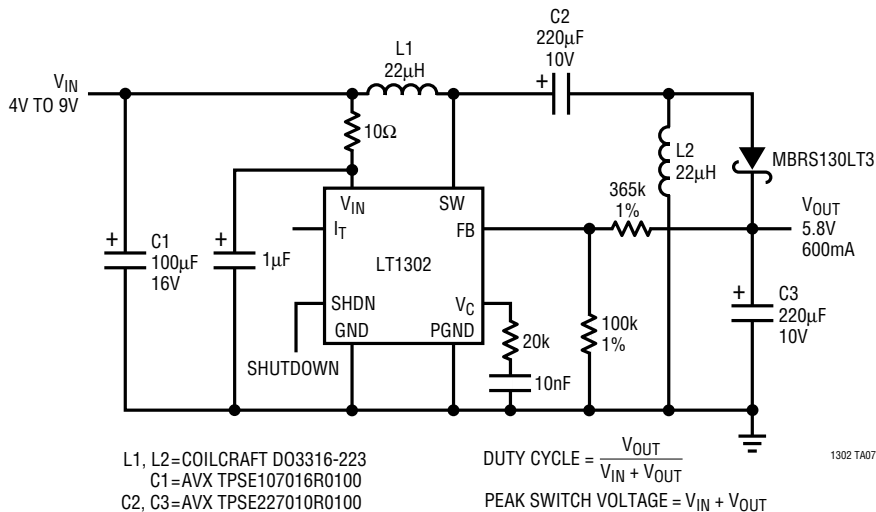 C2
220µF
10V
L1
22µH
VIN
4V TO 9V
+
10Ω
L2
22µH
MBRS130LT3
365k
1%
VOUT
5.8V
600mA
VIN
SW
IT
FB
LT1302
+
C1
100µF
16V
+
1µF
SHDN
VC
GND
PGND
SHUTDOWN
20k
10nF
100k
1%
+
C3
220µF
10V
L1, L2=COILCRAFT DO3316-223
C1=AVX TPSE107016R0100
C2, C3=AVX TPSE227010R0100
DUTY CYCLE = VOUT / VIN + VOUT
PEAK SWITCH VOLTAGE = VIN + VOUT
1302 TA07